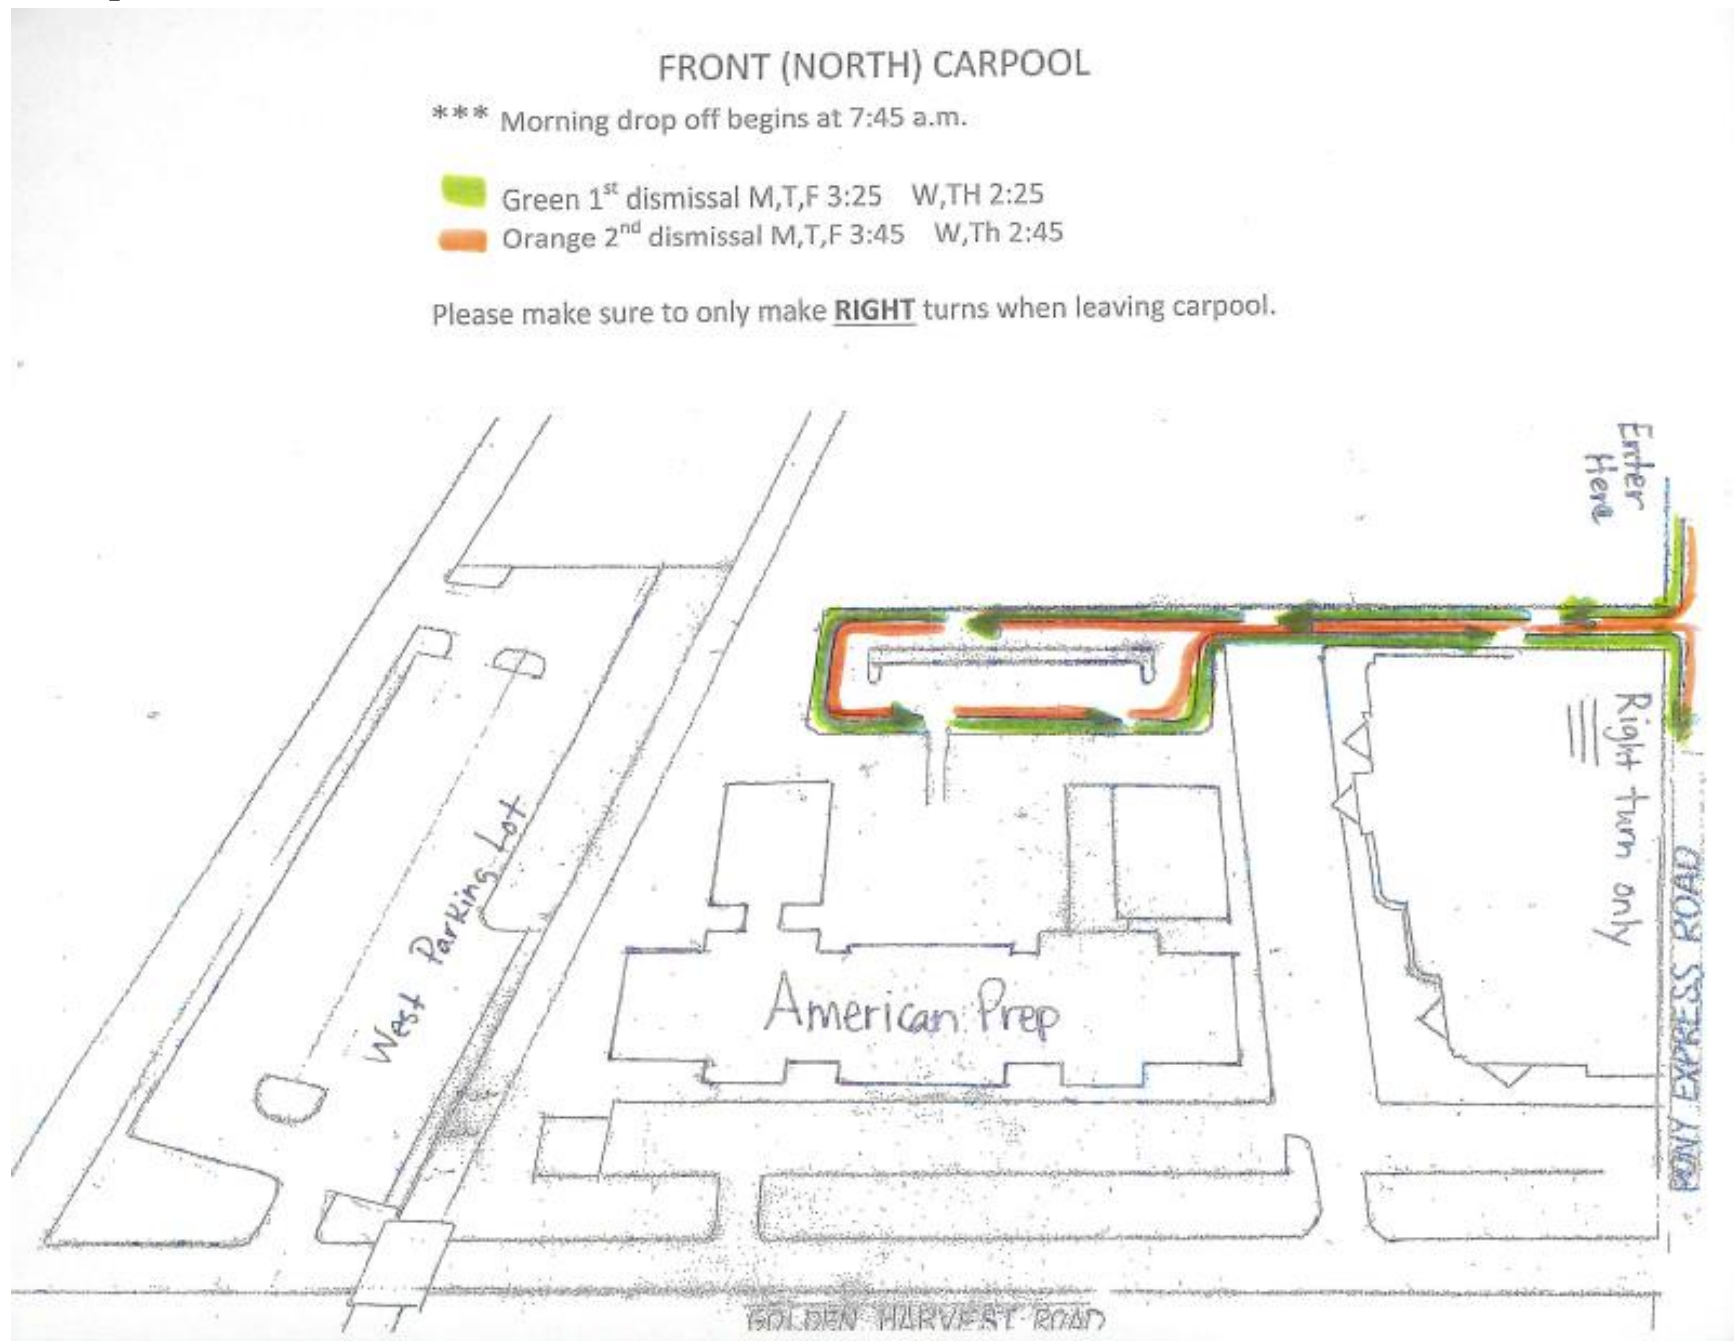 FRONT (NORTH) CARPOOL
*** Morning drop off begins at 7:45 a.m.
Green 1st dismissal M,T,F 3:25 W,TH 2:25
Orange 2nd dismissal M,T,F 3:45 W,Th 2:45
Please make sure to only make RIGHT turns when leaving carpool.
Enter
Here
Right turn only
West Parking Lot
American Prep
PONY EXPRESS ROAD
GOLDEN HARVEST ROAD